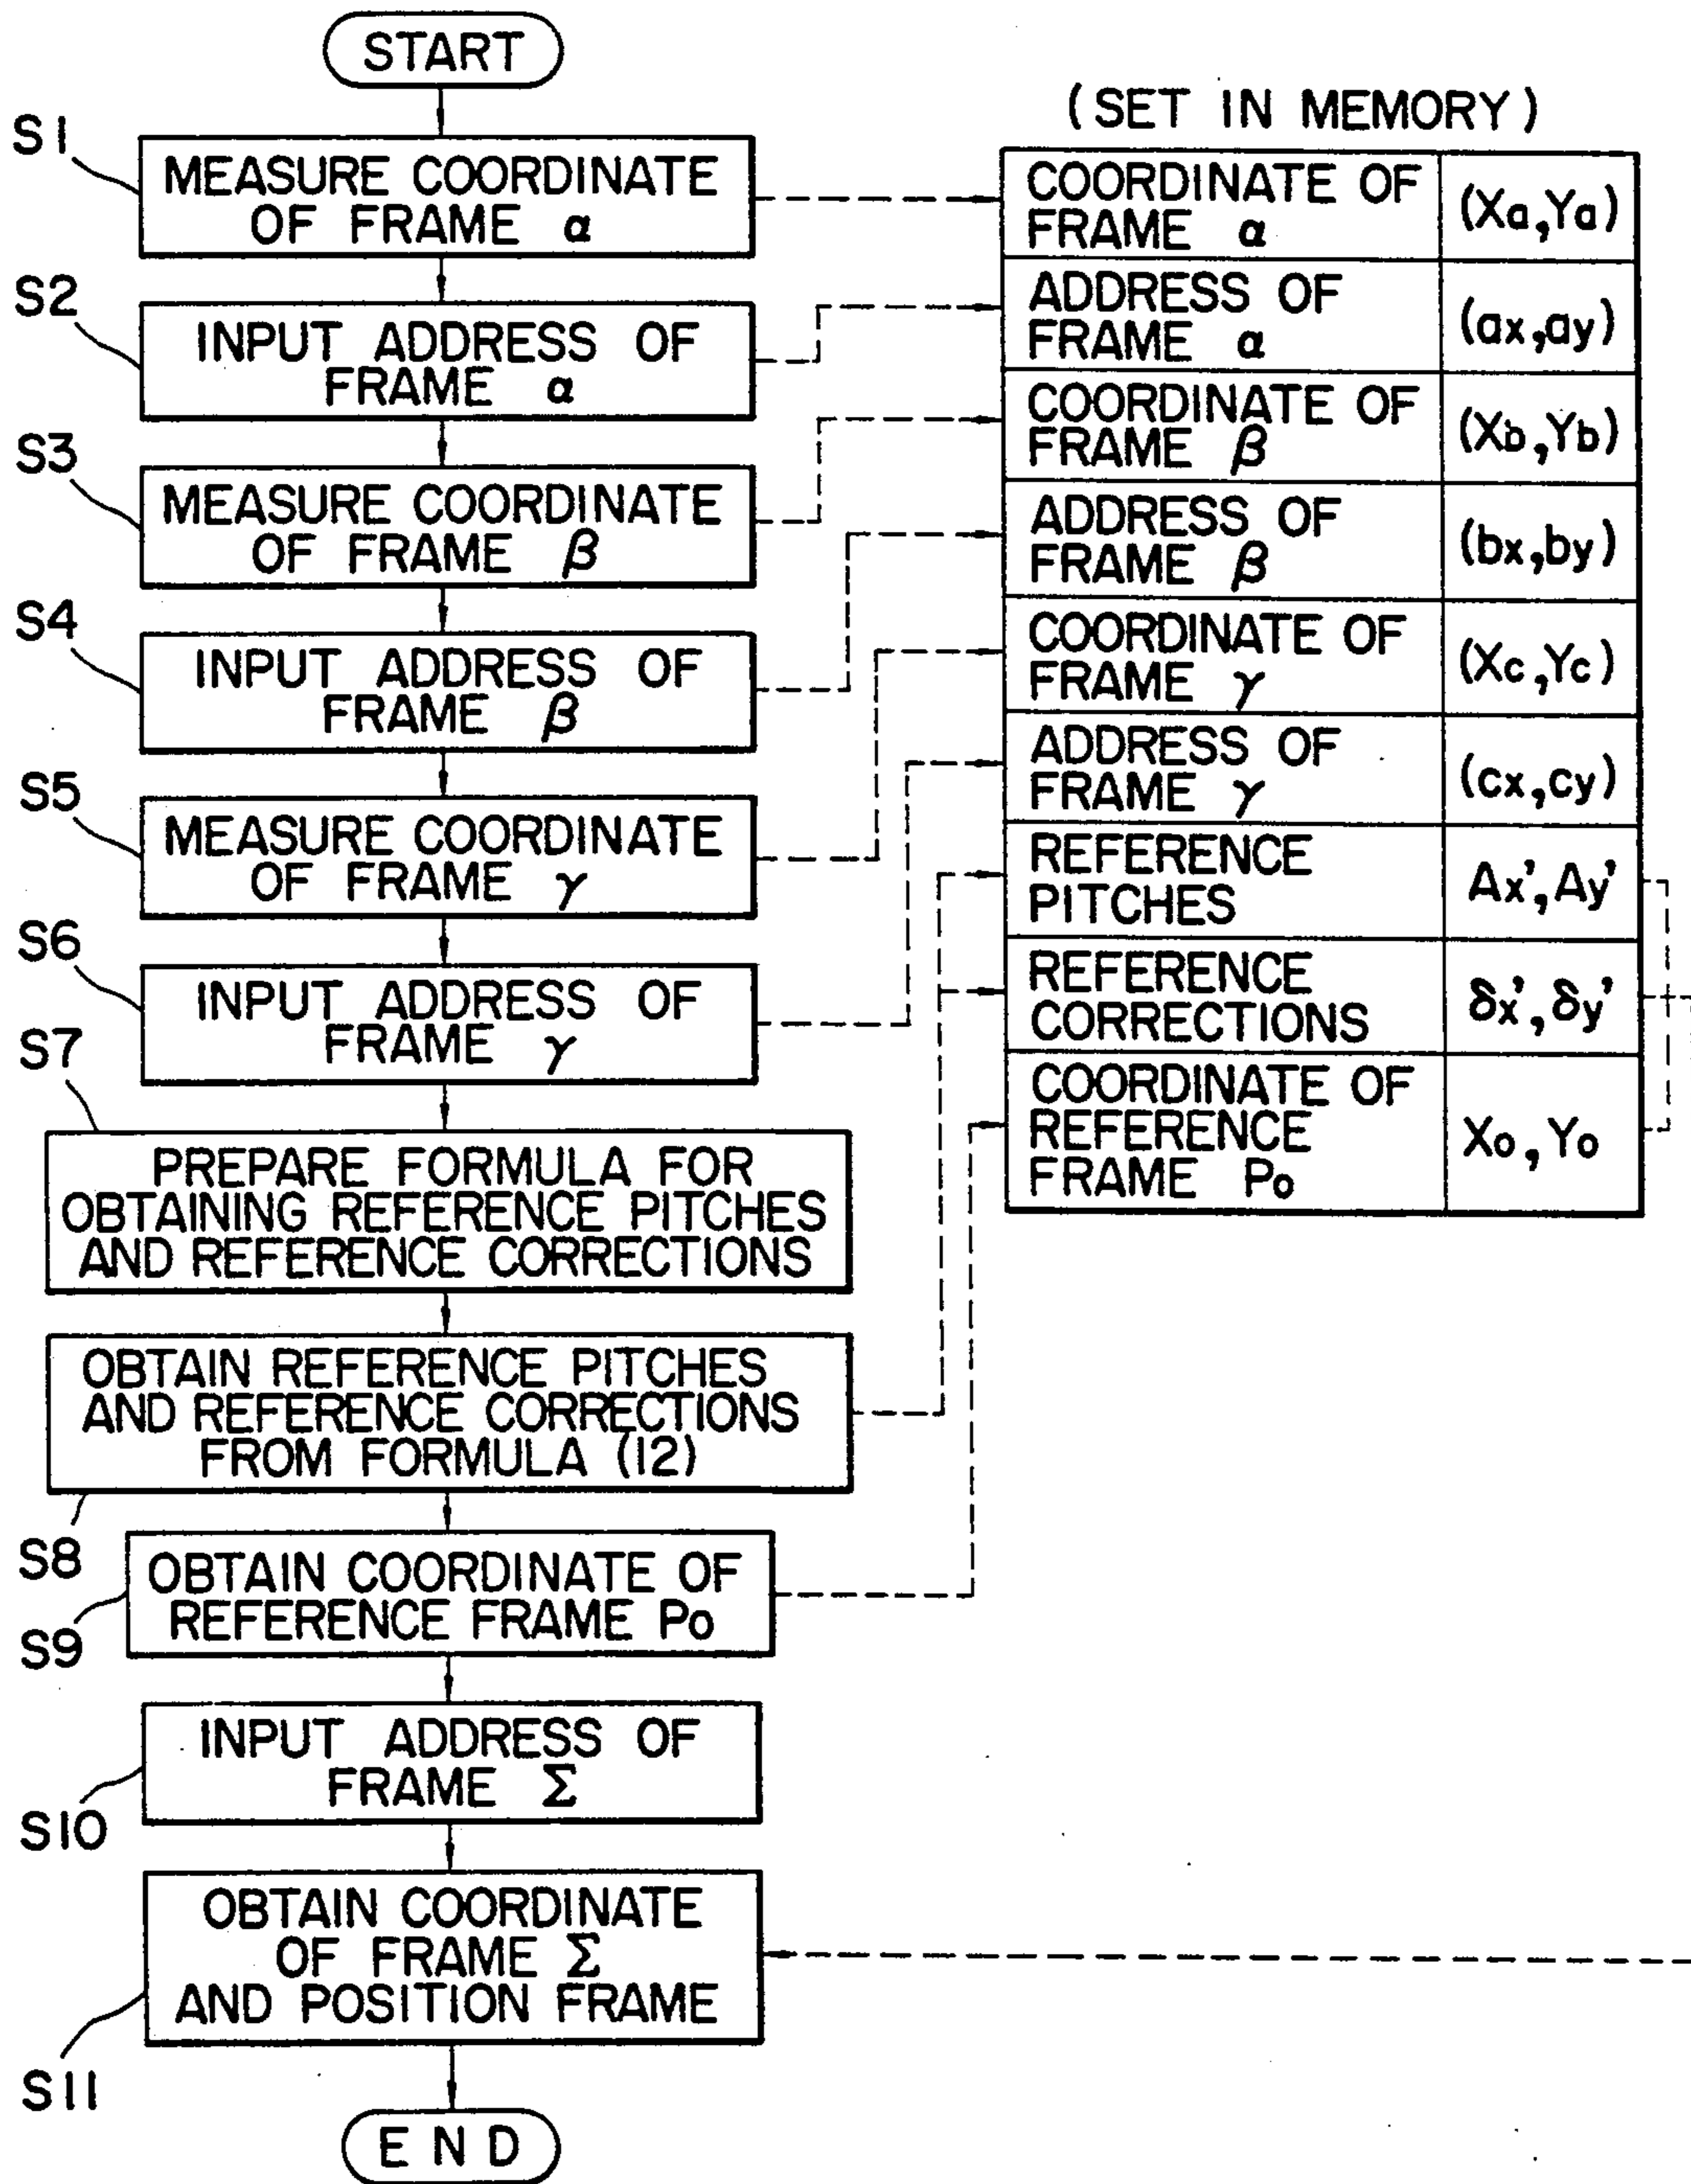 START
S1
MEASURE COORDINATE
OF FRAME α
S2
INPUT ADDRESS OF
FRAME α
S3
MEASURE COORDINATE
OF FRAME β
S4
INPUT ADDRESS OF
FRAME β
S5
MEASURE COORDINATE
OF FRAME γ
S6
INPUT ADDRESS OF
FRAME γ
S7
PREPARE FORMULA FOR
OBTAINING REFERENCE PITCHES
AND REFERENCE CORRECTIONS
OBTAIN REFERENCE PITCHES
AND REFERENCE CORRECTIONS
FROM FORMULA (12)
S8
OBTAIN COORDINATE OF
REFERENCE FRAME Po
S9
INPUT ADDRESS OF
FRAME Σ
S10
OBTAIN COORDINATE
OF FRAME Σ
AND POSITION FRAME
S11
END
(SET IN MEMORY)
COORDINATE OF
FRAME α
(Xa,Ya)
ADDRESS OF
FRAME α
(ax,ay)
COORDINATE OF
FRAME β
(Xb,Yb)
ADDRESS OF
FRAME β
(bx,by)
COORDINATE OF
FRAME γ
(Xc,Yc)
ADDRESS OF
FRAME γ
(cx,cy)
REFERENCE
PITCHES
Ax',Ay'
REFERENCE
CORRECTIONS
δx',δy'
COORDINATE OF
REFERENCE
FRAME Po
Xo,Yo